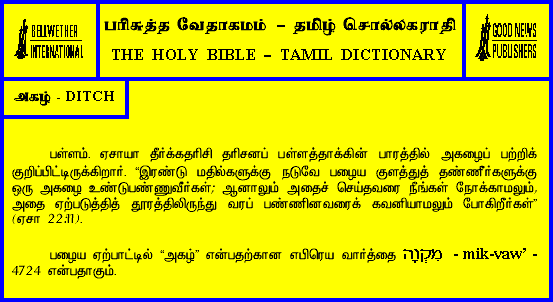 BELLWETHER
INTERNATIONAL
பரிசுத்த வேதாகமம் – தமிழ் சொல்லகராதி
THE HOLY BIBLE – TAMIL DICTIONARY
GOOD NEWS
PUBLISHERS
அகழ் - DITCH
பள்ளம். ஏசாயா தீர்க்கதரிசி தரிசனப் பள்ளத்தாக்கின் பாரத்தில் அகழைப் பற்றிக்
குறிப்பிட்டிருக்கிறார். “இரண்டு மதில்களுக்கு நடுவே பழைய குளத்துத் தண்ணீர்களுக்கு
ஒரு அகழை உண்டுபண்ணுவீர்கள்; ஆனாலும் அதைச் செய்தவரை நீங்கள் நோக்காமலும்,
அதை ஏற்படுத்தித் தூரத்திலிருந்து வரப் பண்ணினவரைக் கவனியாமலும் போகிறீர்கள்”
(ஏசா 22:11).
பழைய ஏற்பாட்டில் “அகழ்” என்பதற்கான எபிரெய வார்த்தை מִקְוָה - mik-vaw’ -
4724 என்பதாகும்.